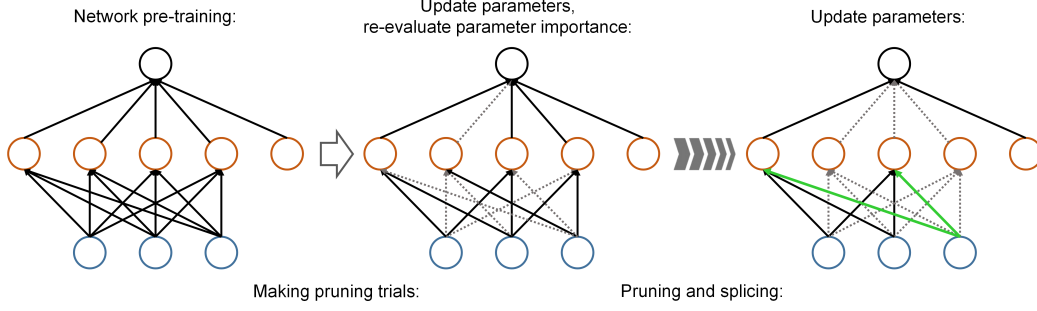 Network pre-training:
Update parameters,
re-evaluate parameter importance:
Update parameters:
Making pruning trials:
Pruning and splicing: